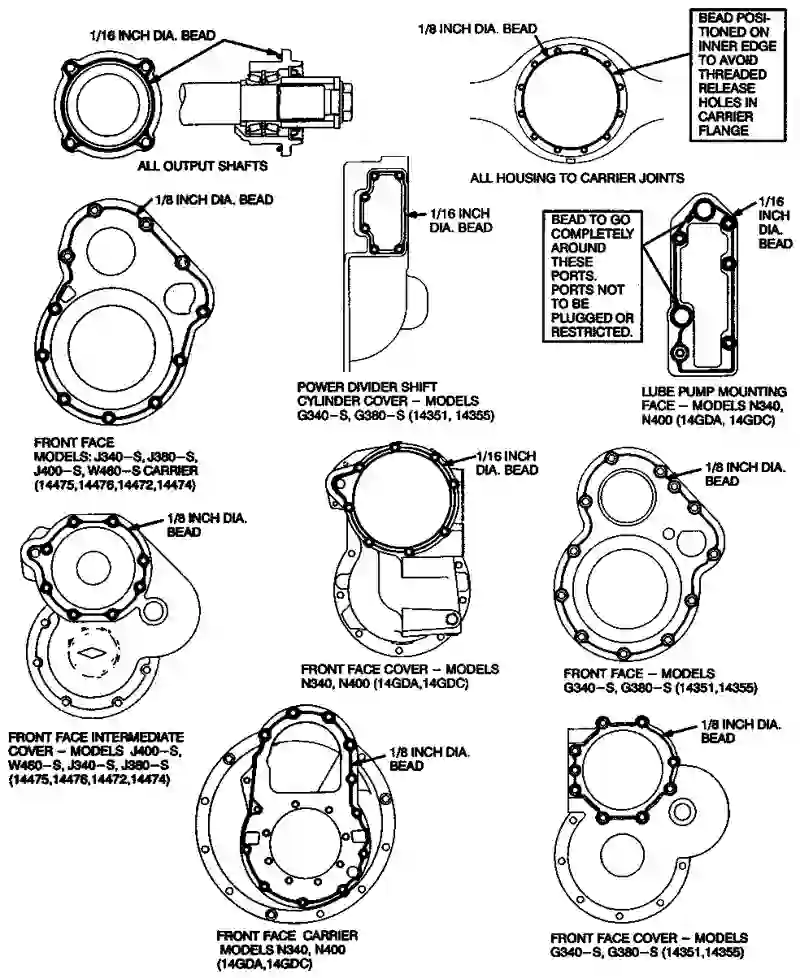 1/16 INCH DIA. BEAD
ALL OUTPUT SHAFTS
1/8 INCH DIA. BEAD
BEAD POSI-
TIONED ON
INNER EDGE
TO AVOID
THREADED
RELEASE
HOLES IN
CARRIER
FLANGE
ALL HOUSING TO CARRIER JOINTS
1/8 INCH DIA. BEAD
FRONT FACE
MODELS: J340-S, J380-S,
J400-S, W460-S CARRIER
(14475,14476,14472,14474)
1/16 INCH
DIA. BEAD
POWER DIVIDER SHIFT
CYLINDER COVER - MODELS
G340-S, G380-S (14351, 14355)
BEAD TO GO
COMPLETELY
AROUND
THESE
PORTS.
PORTS NOT
TO BE
PLUGGED OR
RESTRICTED.
1/16
INCH
DIA.
BEAD
LUBE PUMP MOUNTING
FACE - MODELS N340,
N400 (14GDA, 14GDC)
1/8 INCH DIA.
BEAD
FRONT FACE INTERMEDIATE
COVER - MODELS J400-S,
W460-S, J340-S, J380-S
(14475,14476,14472,14474)
1/16 INCH
DIA. BEAD
FRONT FACE COVER - MODELS
N340, N400 (14GDA,14GDC)
1/8 INCH DIA.
BEAD
FRONT FACE - MODELS
G340-S, G380-S (14351,14355)
1/8 INCH DIA.
BEAD
FRONT FACE CARRIER
MODELS N340, N400
(14GDA,14GDC)
1/8 INCH DIA.
BEAD
FRONT FACE COVER - MODELS
G340-S, G380-S (14351,14355)